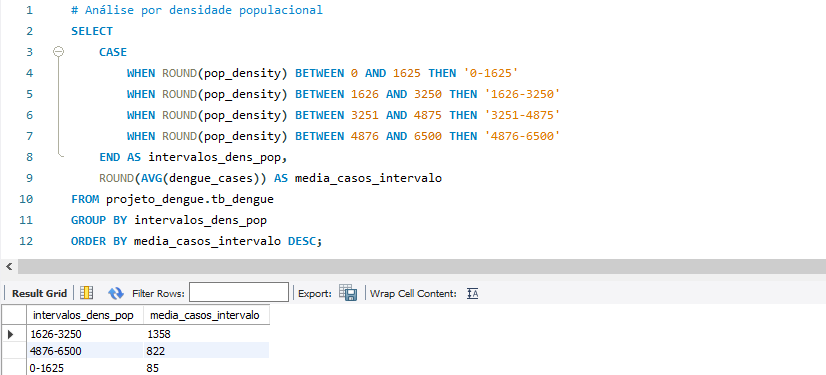 1 # Análise por densidade populacional
2 SELECT
3 CASE
4 WHEN ROUND(pop_density) BETWEEN 0 AND 1625 THEN '0-1625'
5 WHEN ROUND(pop_density) BETWEEN 1626 AND 3250 THEN '1626-3250'
6 WHEN ROUND(pop_density) BETWEEN 3251 AND 4875 THEN '3251-4875'
7 WHEN ROUND(pop_density) BETWEEN 4876 AND 6500 THEN '4876-6500'
8 END AS intervalos_dens_pop,
9 ROUND(AVG(dengue_cases)) AS media_casos_intervalo
10 FROM projeto_dengue.tb_dengue
11 GROUP BY intervalos_dens_pop
12 ORDER BY media_casos_intervalo DESC;
Result Grid Filter Rows: Export: Wrap Cell Content:
intervalos_dens_pop media_casos_intervalo
1626-3250 1358
4876-6500 822
0-1625 85